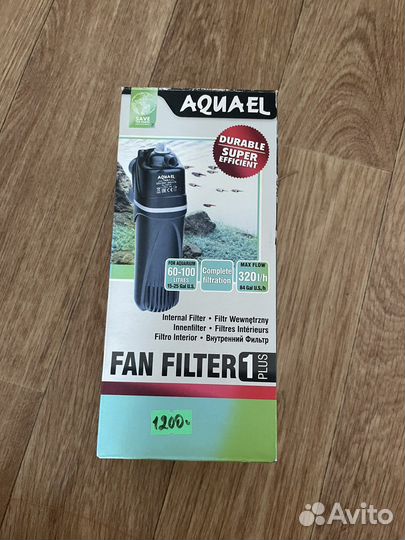 SAVE
AQUAEL
DURABLE
SUPER
EFFICIENT
AQUAEL
FOR AQUARIUM
60-100
LITRES
15-25 Gal U.S.
Complete
filtration
MAX FLOW
320 l/h
84 Gal U.S./h
Internal Filter • Filtr Wewnętrzny
Innenfilter • Filtres Intérieurs
Filtro Interior • Внутренний Фильтр
FAN FILTER 1 PLUS
1200
Avito